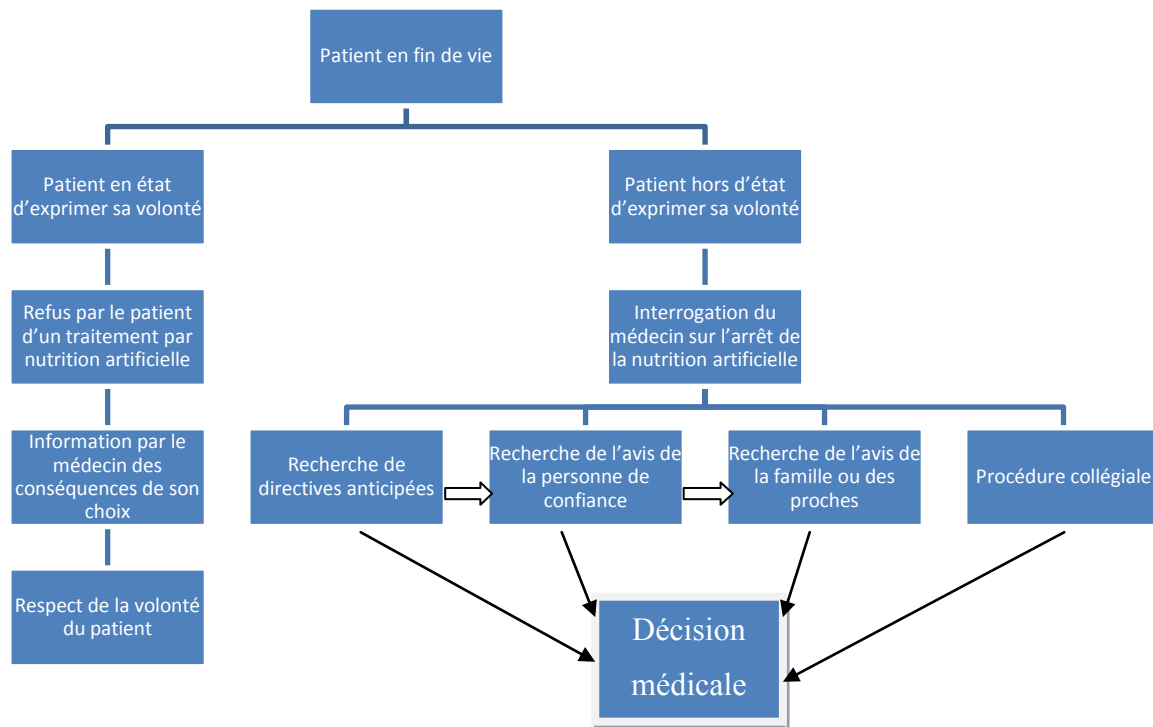 Patient en fin de vie
Patient en état
d'exprimer sa volonté
Patient hors d'état
d'exprimer sa volonté
Refus par le patient
d'un traitement par
nutrition artificielle
Interrogation du
médecin sur l'arrêt de
la nutrition artificielle
Information par le
médecin des
conséquences de son
choix
Recherche de
directives anticipées
Recherche de l'avis de
la personne de
confiance
Recherche de l'avis de
la famille ou des
proches
Procédure collégiale
Respect de la volonté
du patient
Décision
médicale